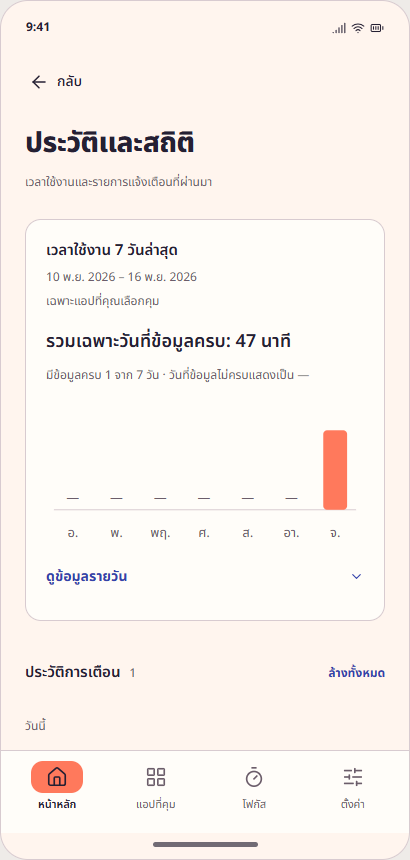 9:41
กลับ
ประวัติและสถิติ
เวลาใช้งานและรายการแจ้งเตือนที่ผ่านมา
เวลาใช้งาน 7 วันล่าสุด
10 พ.ย. 2026 – 16 พ.ย. 2026
เฉพาะแอปที่คุณเลือกคุม
รวมเฉพาะวันที่ข้อมูลครบ: 47 นาที
มีข้อมูลครบ 1 จาก 7 วัน · วันที่ข้อมูลไม่ครบแสดงเป็น —
— — — — — —
อ. พ. พฤ. ศ. ส. อา. จ.
ดูข้อมูลรายวัน
ประวัติการเตือน 1
ล้างทั้งหมด
วันนี้
หน้าหลัก แอปที่คุม โฟกัส ตั้งค่า